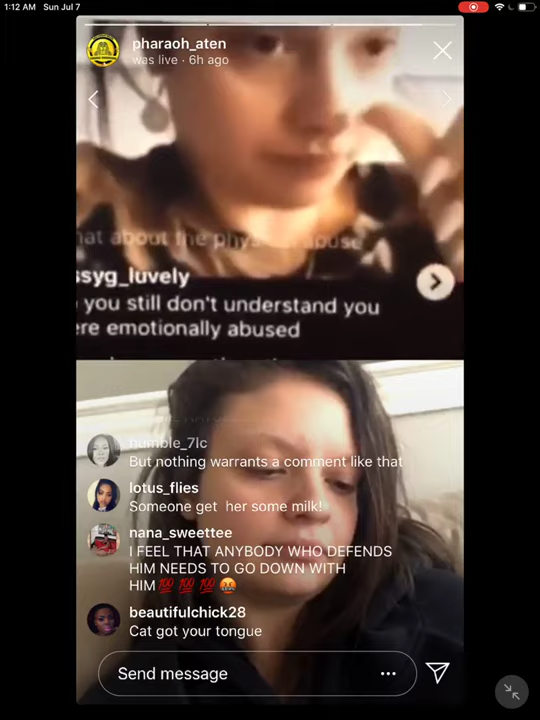 1:12 AM Sun Jul 7
pharaoh_aten
was live · 6h ago
hat about the physical abuse
ssyg_luvely
you still don't understand you
ere emotionally abused
humble_7lc
But nothing warrants a comment like that
lotus_flies
Someone get her some milk!
nana_sweettee
I FEEL THAT ANYBODY WHO DEFENDS
HIM NEEDS TO GO DOWN WITH
HIM💯💯💯🤬
beautifulchick28
Cat got your tongue
Send message